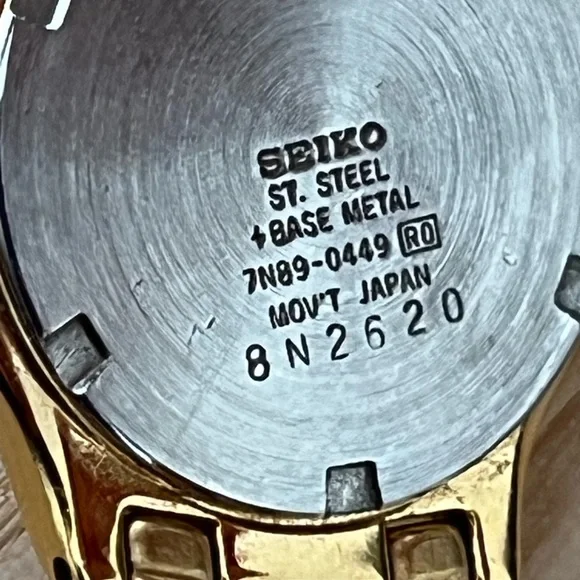 SEIKO
ST. STEEL
+ BASE METAL
7N89-0449 RO
MOV'T JAPAN
8N2620